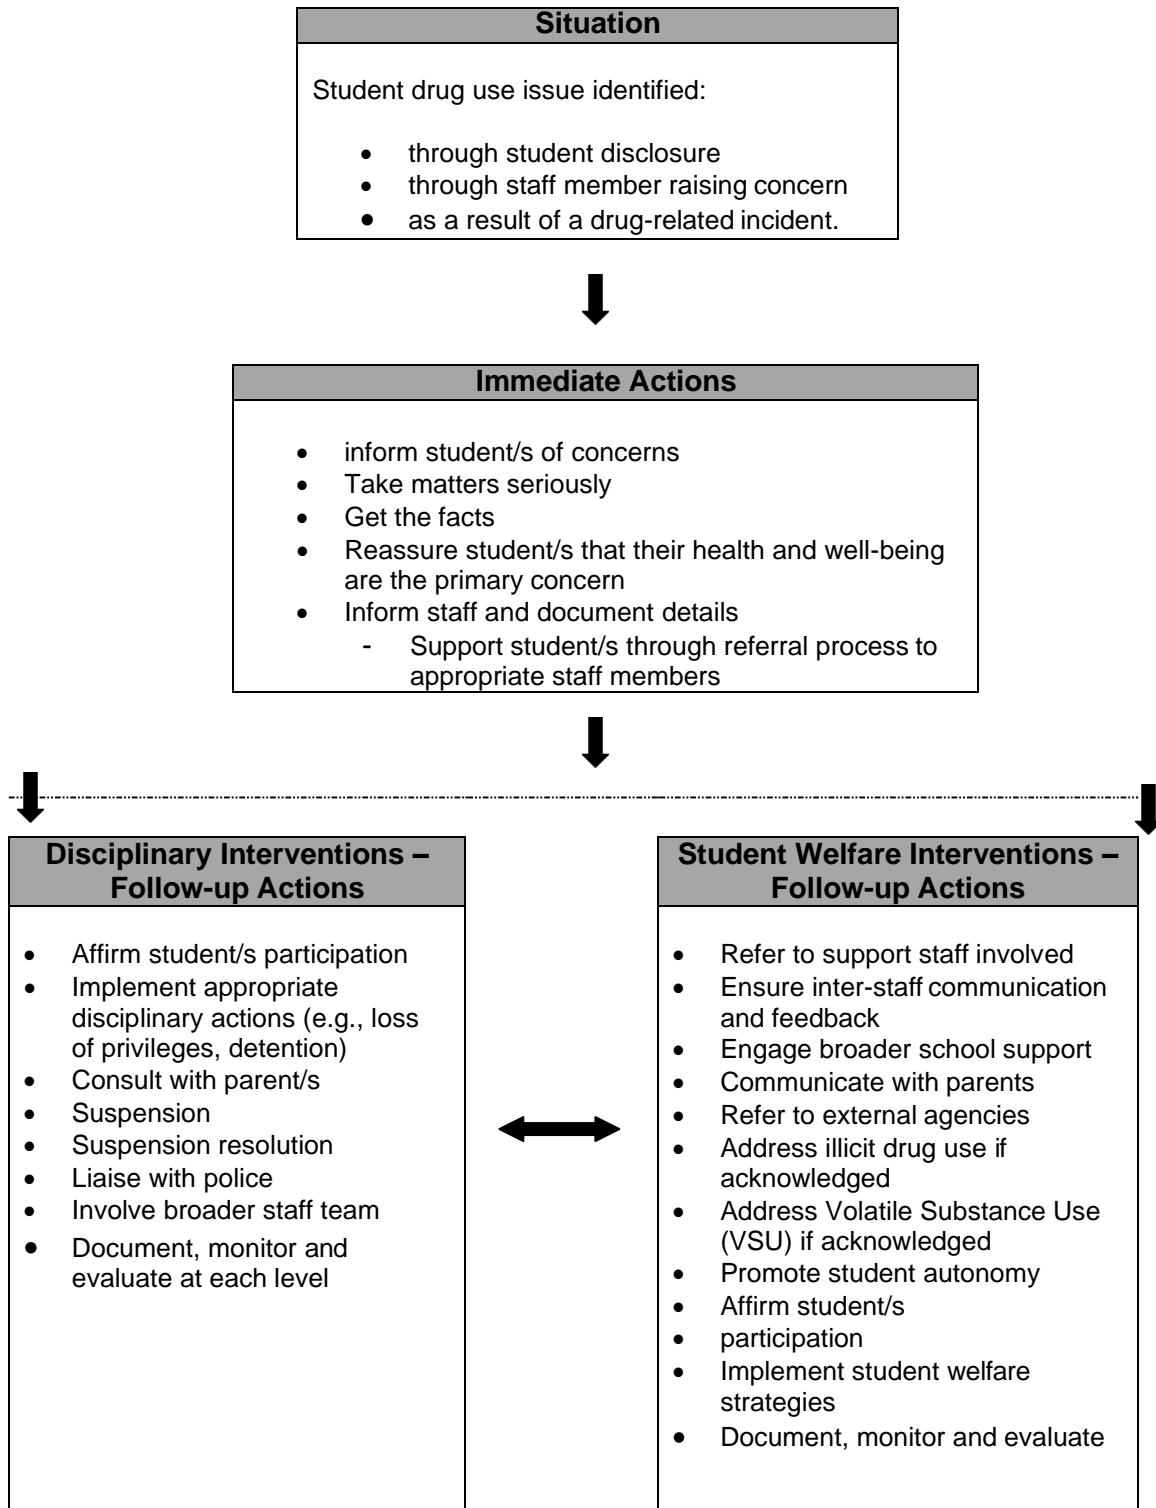 Situation
Student drug use issue identified:
• through student disclosure
• through staff member raising concern
• as a result of a drug-related incident.
Immediate Actions
• inform student/s of concerns
• Take matters seriously
• Get the facts
• Reassure student/s that their health and well-being
are the primary concern
• Inform staff and document details
- Support student/s through referral process to
appropriate staff members
Disciplinary Interventions –
Follow-up Actions
• Affirm student/s participation
• Implement appropriate
disciplinary actions (e.g., loss
of privileges, detention)
• Consult with parent/s
• Suspension
• Suspension resolution
• Liaise with police
• Involve broader staff team
• Document, monitor and
evaluate at each level
Student Welfare Interventions –
Follow-up Actions
• Refer to support staff involved
• Ensure inter-staff communication
and feedback
• Engage broader school support
• Communicate with parents
• Refer to external agencies
• Address illicit drug use if
acknowledged
• Address Volatile Substance Use
(VSU) if acknowledged
• Promote student autonomy
• Affirm student/s
• participation
• Implement student welfare
strategies
• Document, monitor and evaluate